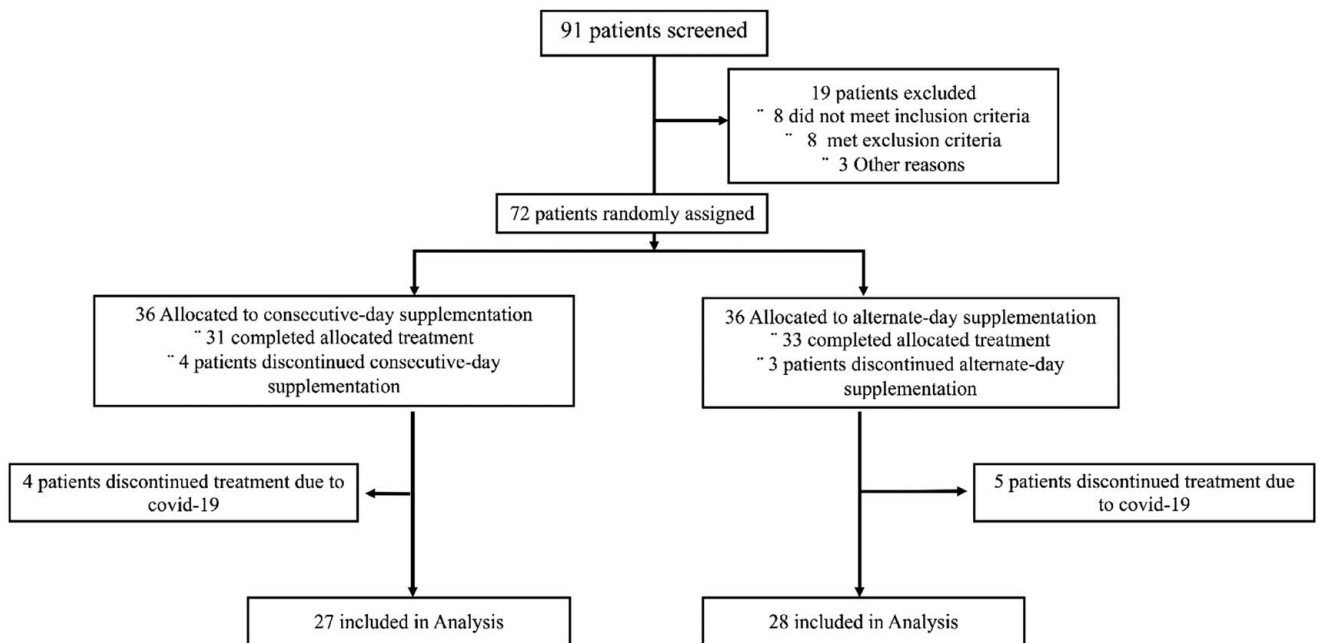 91 patients screened
19 patients excluded
¨ 8 did not meet inclusion criteria
¨ 8 met exclusion criteria
¨ 3 Other reasons
72 patients randomly assigned
36 Allocated to consecutive-day supplementation
¨ 31 completed allocated treatment
¨ 4 patients discontinued consecutive-day
supplementation
36 Allocated to alternate-day supplementation
¨ 33 completed allocated treatment
¨ 3 patients discontinued alternate-day
supplementation
4 patients discontinued treatment due to
covid-19
5 patients discontinued treatment due
to covid-19
27 included in Analysis
28 included in Analysis